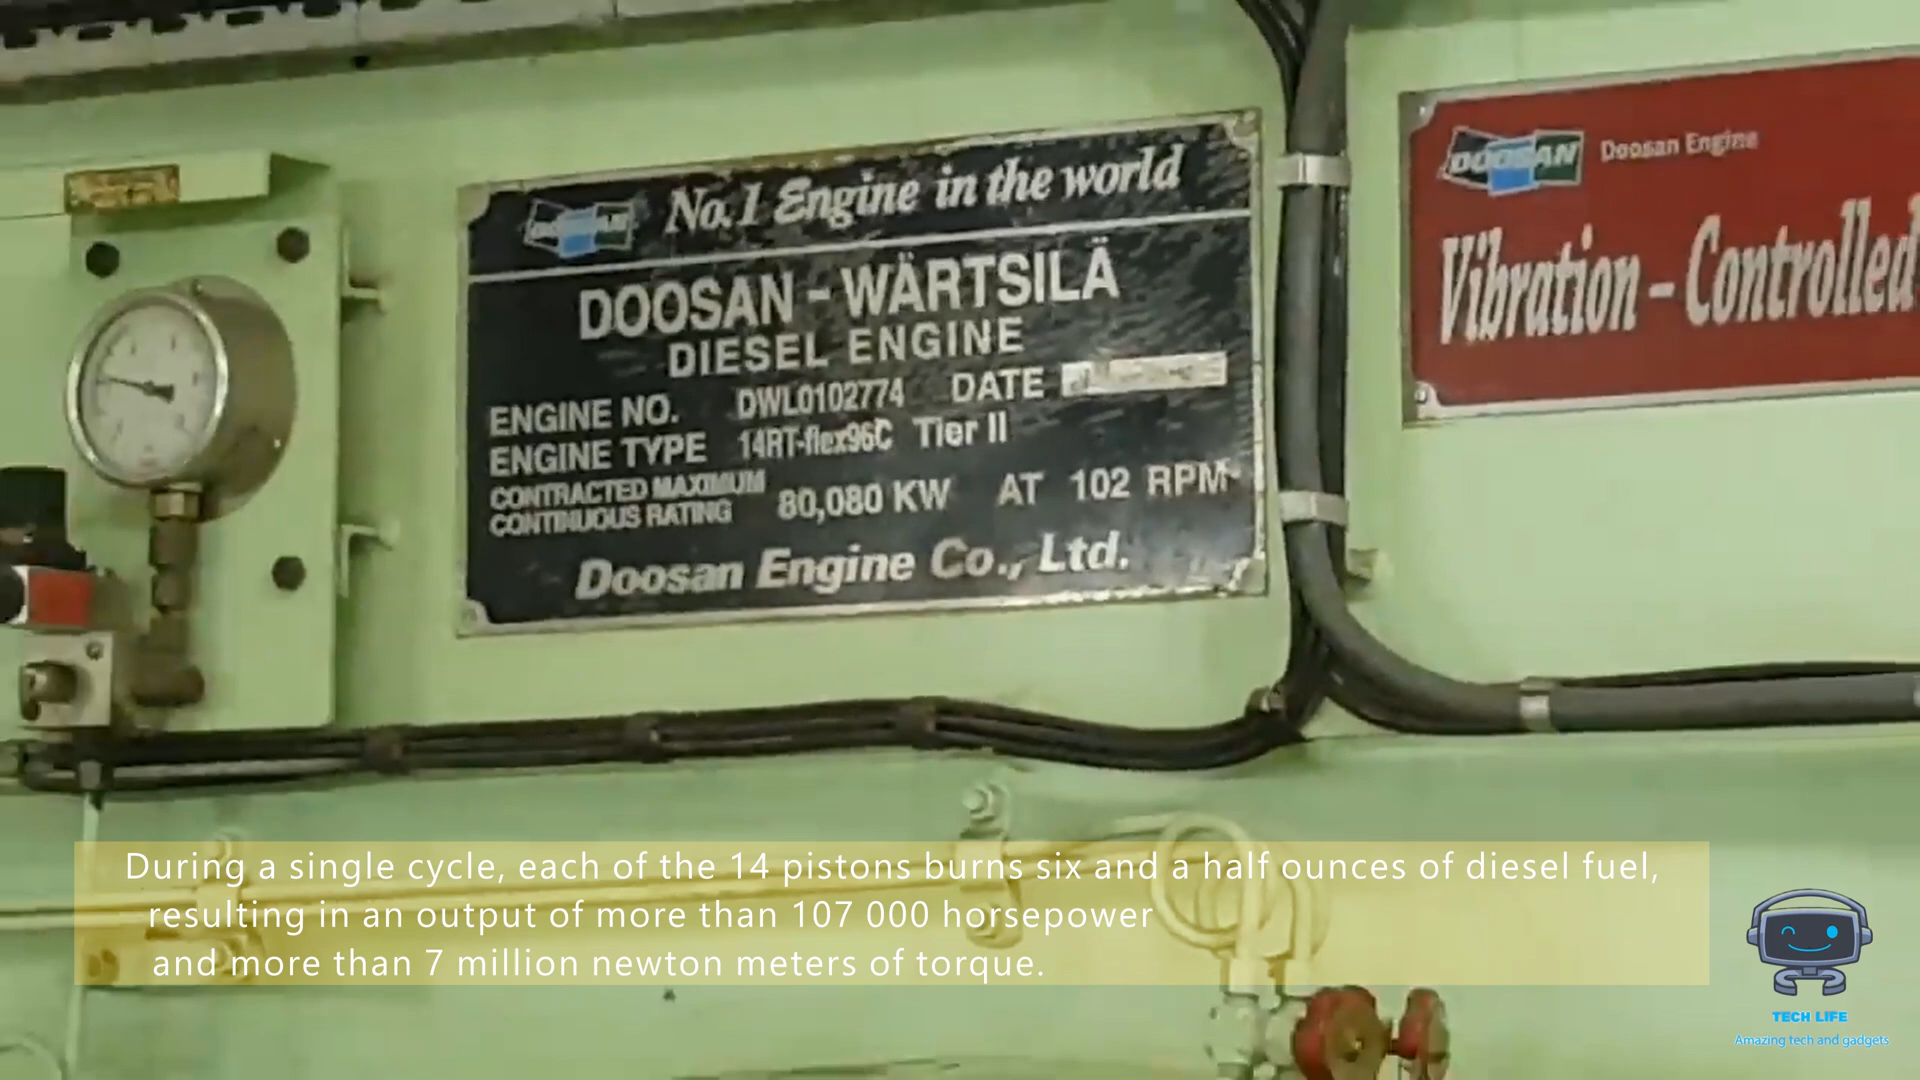 DOOSAN No.1 Engine in the world
DOOSAN - WÄRTSILÄ
DIESEL ENGINE
ENGINE NO. DWL0102774 DATE
ENGINE TYPE 14RT-flex96C Tier II
CONTRACTED MAXIMUM
CONTINUOUS RATING 80,080 KW AT 102 RPM
Doosan Engine Co., Ltd.
DOOSAN Doosan Engine
Vibration - Controlled
During a single cycle, each of the 14 pistons burns six and a half ounces of diesel fuel,
resulting in an output of more than 107 000 horsepower
and more than 7 million newton meters of torque.
TECH LIFE
Amazing tech and gadgets